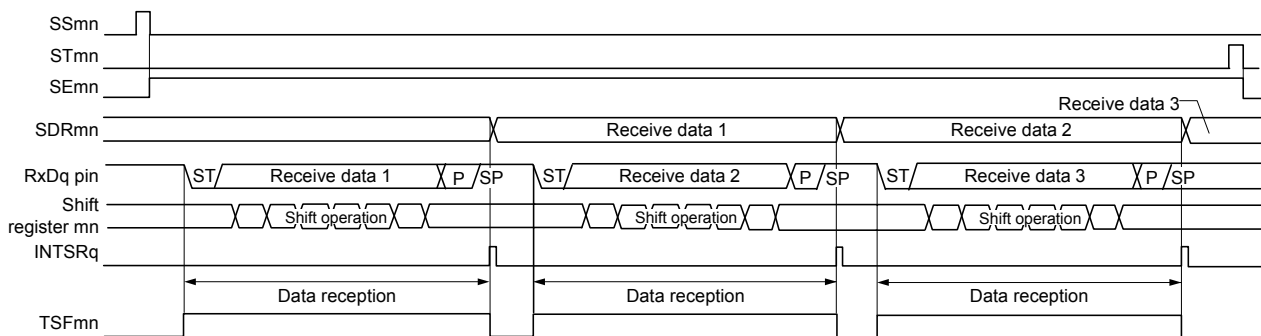 SSmn
STmn
SEmn
Receive data 3
SDRmn Receive data 1 Receive data 2
RxDq pin ST Receive data 1 P SP ST Receive data 2 P SP ST Receive data 3 P SP
Shift
register mn Shift operation Shift operation Shift operation
INTSRq
Data reception Data reception Data reception
TSFmn